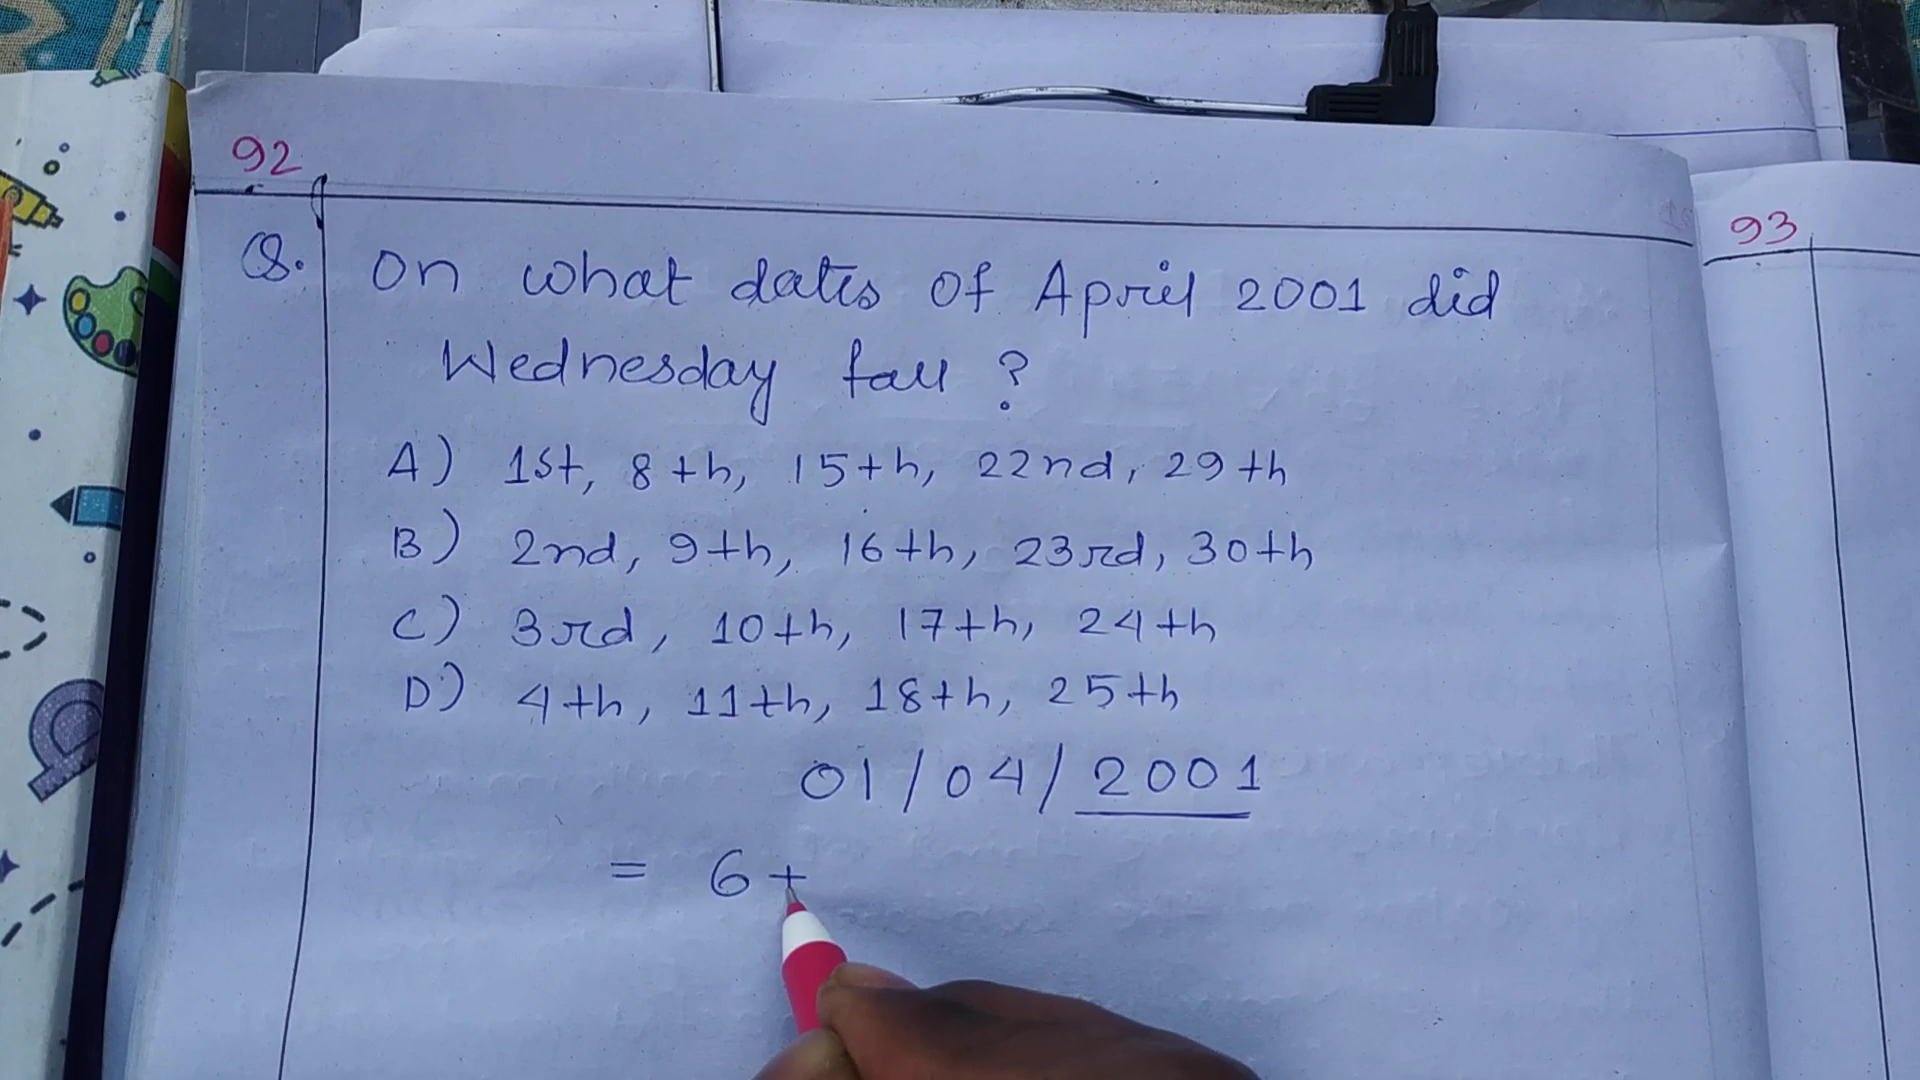 92
Q. On what dates of April 2001 did
Wednesday fall ?
A) 1st, 8th, 15th, 22nd, 29th
B) 2nd, 9th, 16th, 23rd, 30th
C) 3rd, 10th, 17th, 24th
D) 4th, 11th, 18th, 25th
01/04/2001
= 6+
93